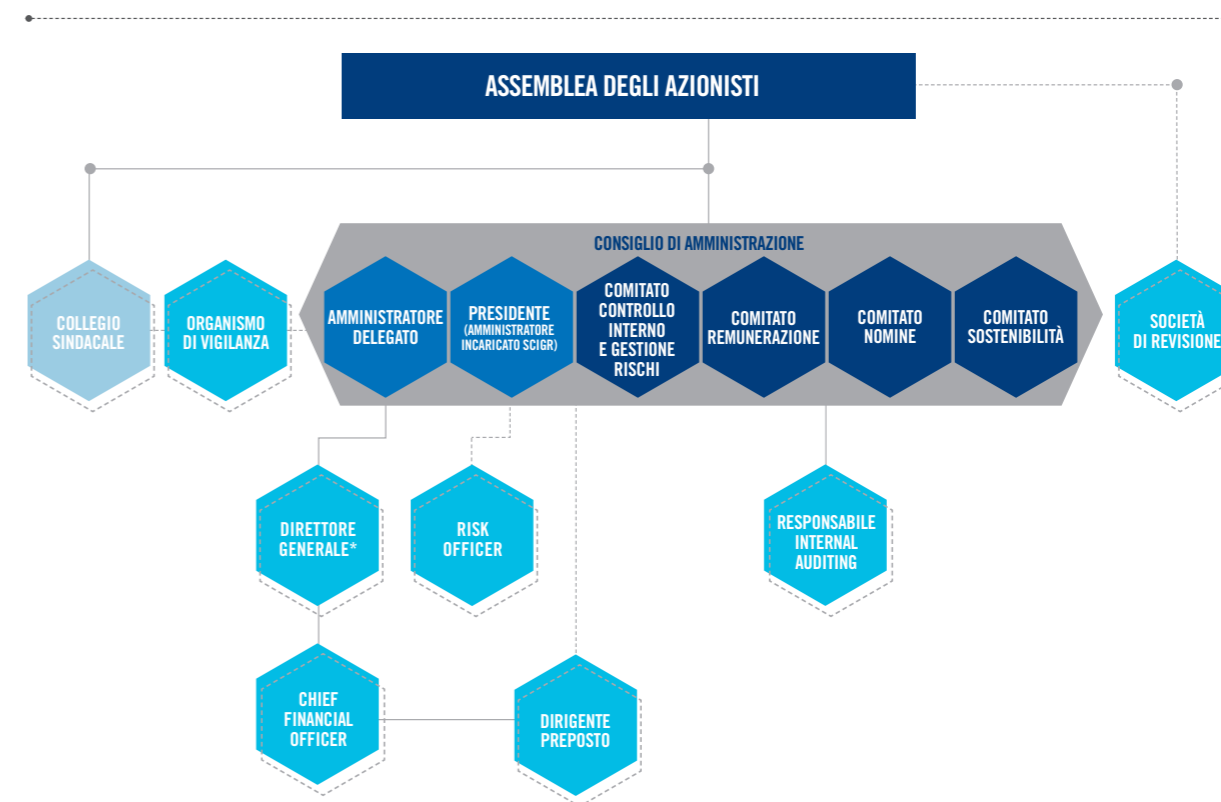 ASSEMBLEA DEGLI AZIONISTI
CONSIGLIO DI AMMINISTRAZIONE
COLLEGIO
SINDACALE
ORGANISMO
DI VIGILANZA
AMMINISTRATORE
DELEGATO
PRESIDENTE
(AMMINISTRATORE
INCARICATO SCIGR)
COMITATO
CONTROLLO
INTERNO
E GESTIONE
RISCHI
COMITATO
REMUNERAZIONE
COMITATO
NOMINE
COMITATO
SOSTENIBILITÀ
SOCIETÀ
DI REVISIONE
DIRETTORE
GENERALE*
RISK
OFFICER
RESPONSABILE
INTERNAL
AUDITING
CHIEF
FINANCIAL
OFFICER
DIRIGENTE
PREPOSTO